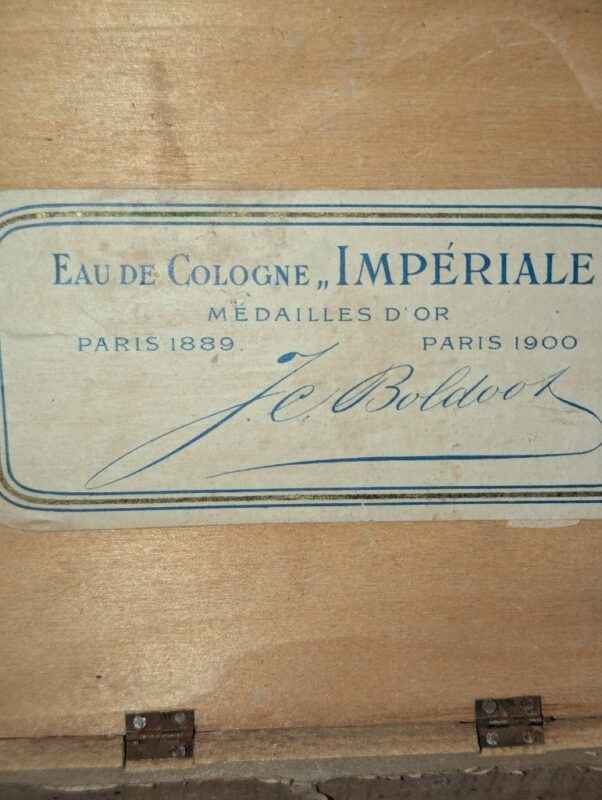 EAU DE COLOGNE „IMPÉRIALE
MÉDAILLES D'OR
PARIS 1889. PARIS 1900
J. C. Boldoot